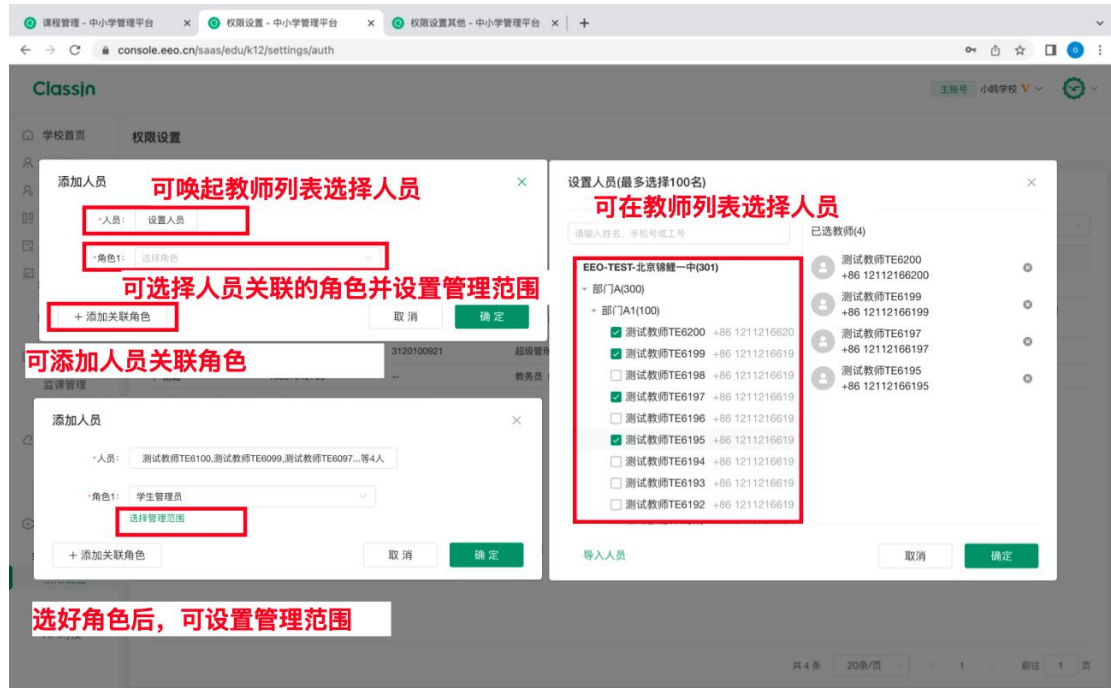 课程管理 - 中小学管理平台
权限设置 - 中小学管理平台
权限设置其他 - 中小学管理平台
console.eeo.cn/saas/edu/k12/settings/auth
ClassIn
主账号 小鸥学校 V
学校首页
权限设置
添加人员
可唤起教师列表选择人员
*人员: 设置人员
*角色1: 选择角色
可选择人员关联的角色并设置管理范围
+ 添加关联角色
取 消
确 定
可添加人员关联角色
3120100921
超级管理
监课管理
--
教务员
添加人员
*人员: 测试教师TE6100,测试教师TE6099,测试教师TE6097...等4人
*角色1: 学生管理员
选择管理范围
+ 添加关联角色
取 消
确 定
选好角色后，可设置管理范围
设置人员(最多选择100名)
可在教师列表选择人员
请输入姓名、手机号或工号
EEO-TEST-北京锦鲤一中(301)
部门A(300)
部门A1(100)
测试教师TE6200 +86 1211216620
测试教师TE6199 +86 1211216619
测试教师TE6198 +86 1211216619
测试教师TE6197 +86 1211216619
测试教师TE6196 +86 1211216619
测试教师TE6195 +86 1211216619
测试教师TE6194 +86 1211216619
测试教师TE6193 +86 1211216619
测试教师TE6192 +86 1211216619
已选教师(4)
测试教师TE6200
+86 12112166200
测试教师TE6199
+86 12112166199
测试教师TE6197
+86 12112166197
测试教师TE6195
+86 12112166195
导入人员
取消
确定
共 4 条 20条/页 1 前往 1 页